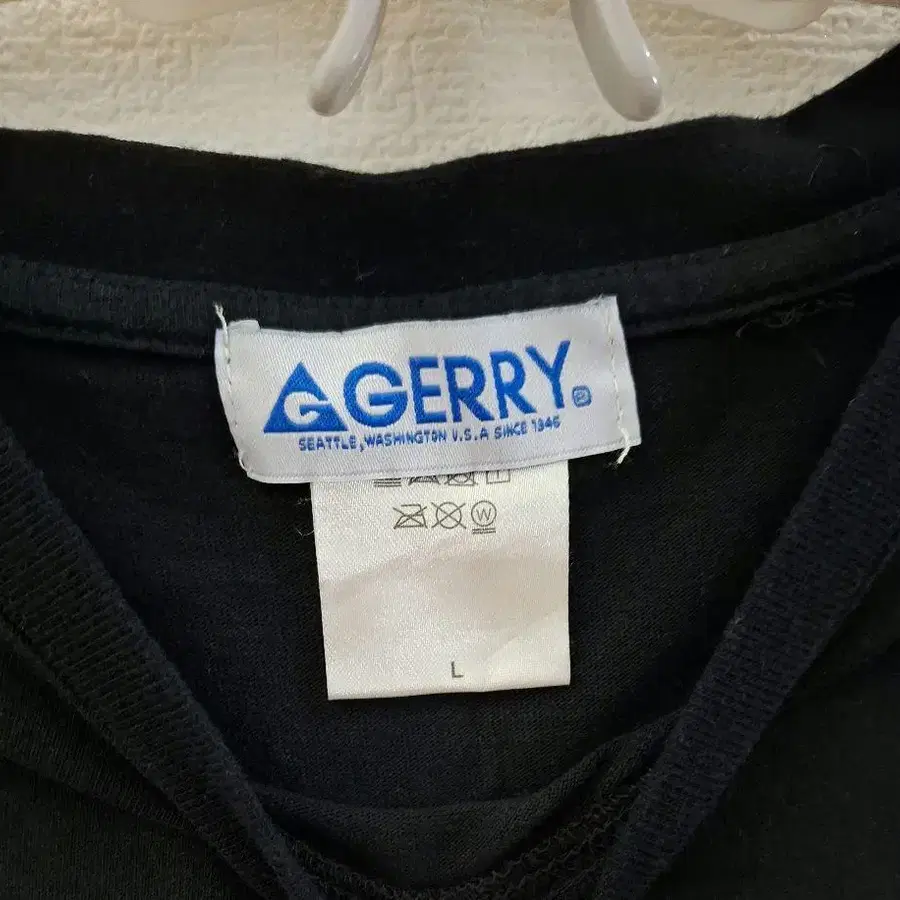 GERRY
SEATTLE, WASHINGTON U.S.A SINCE 1946
W
L